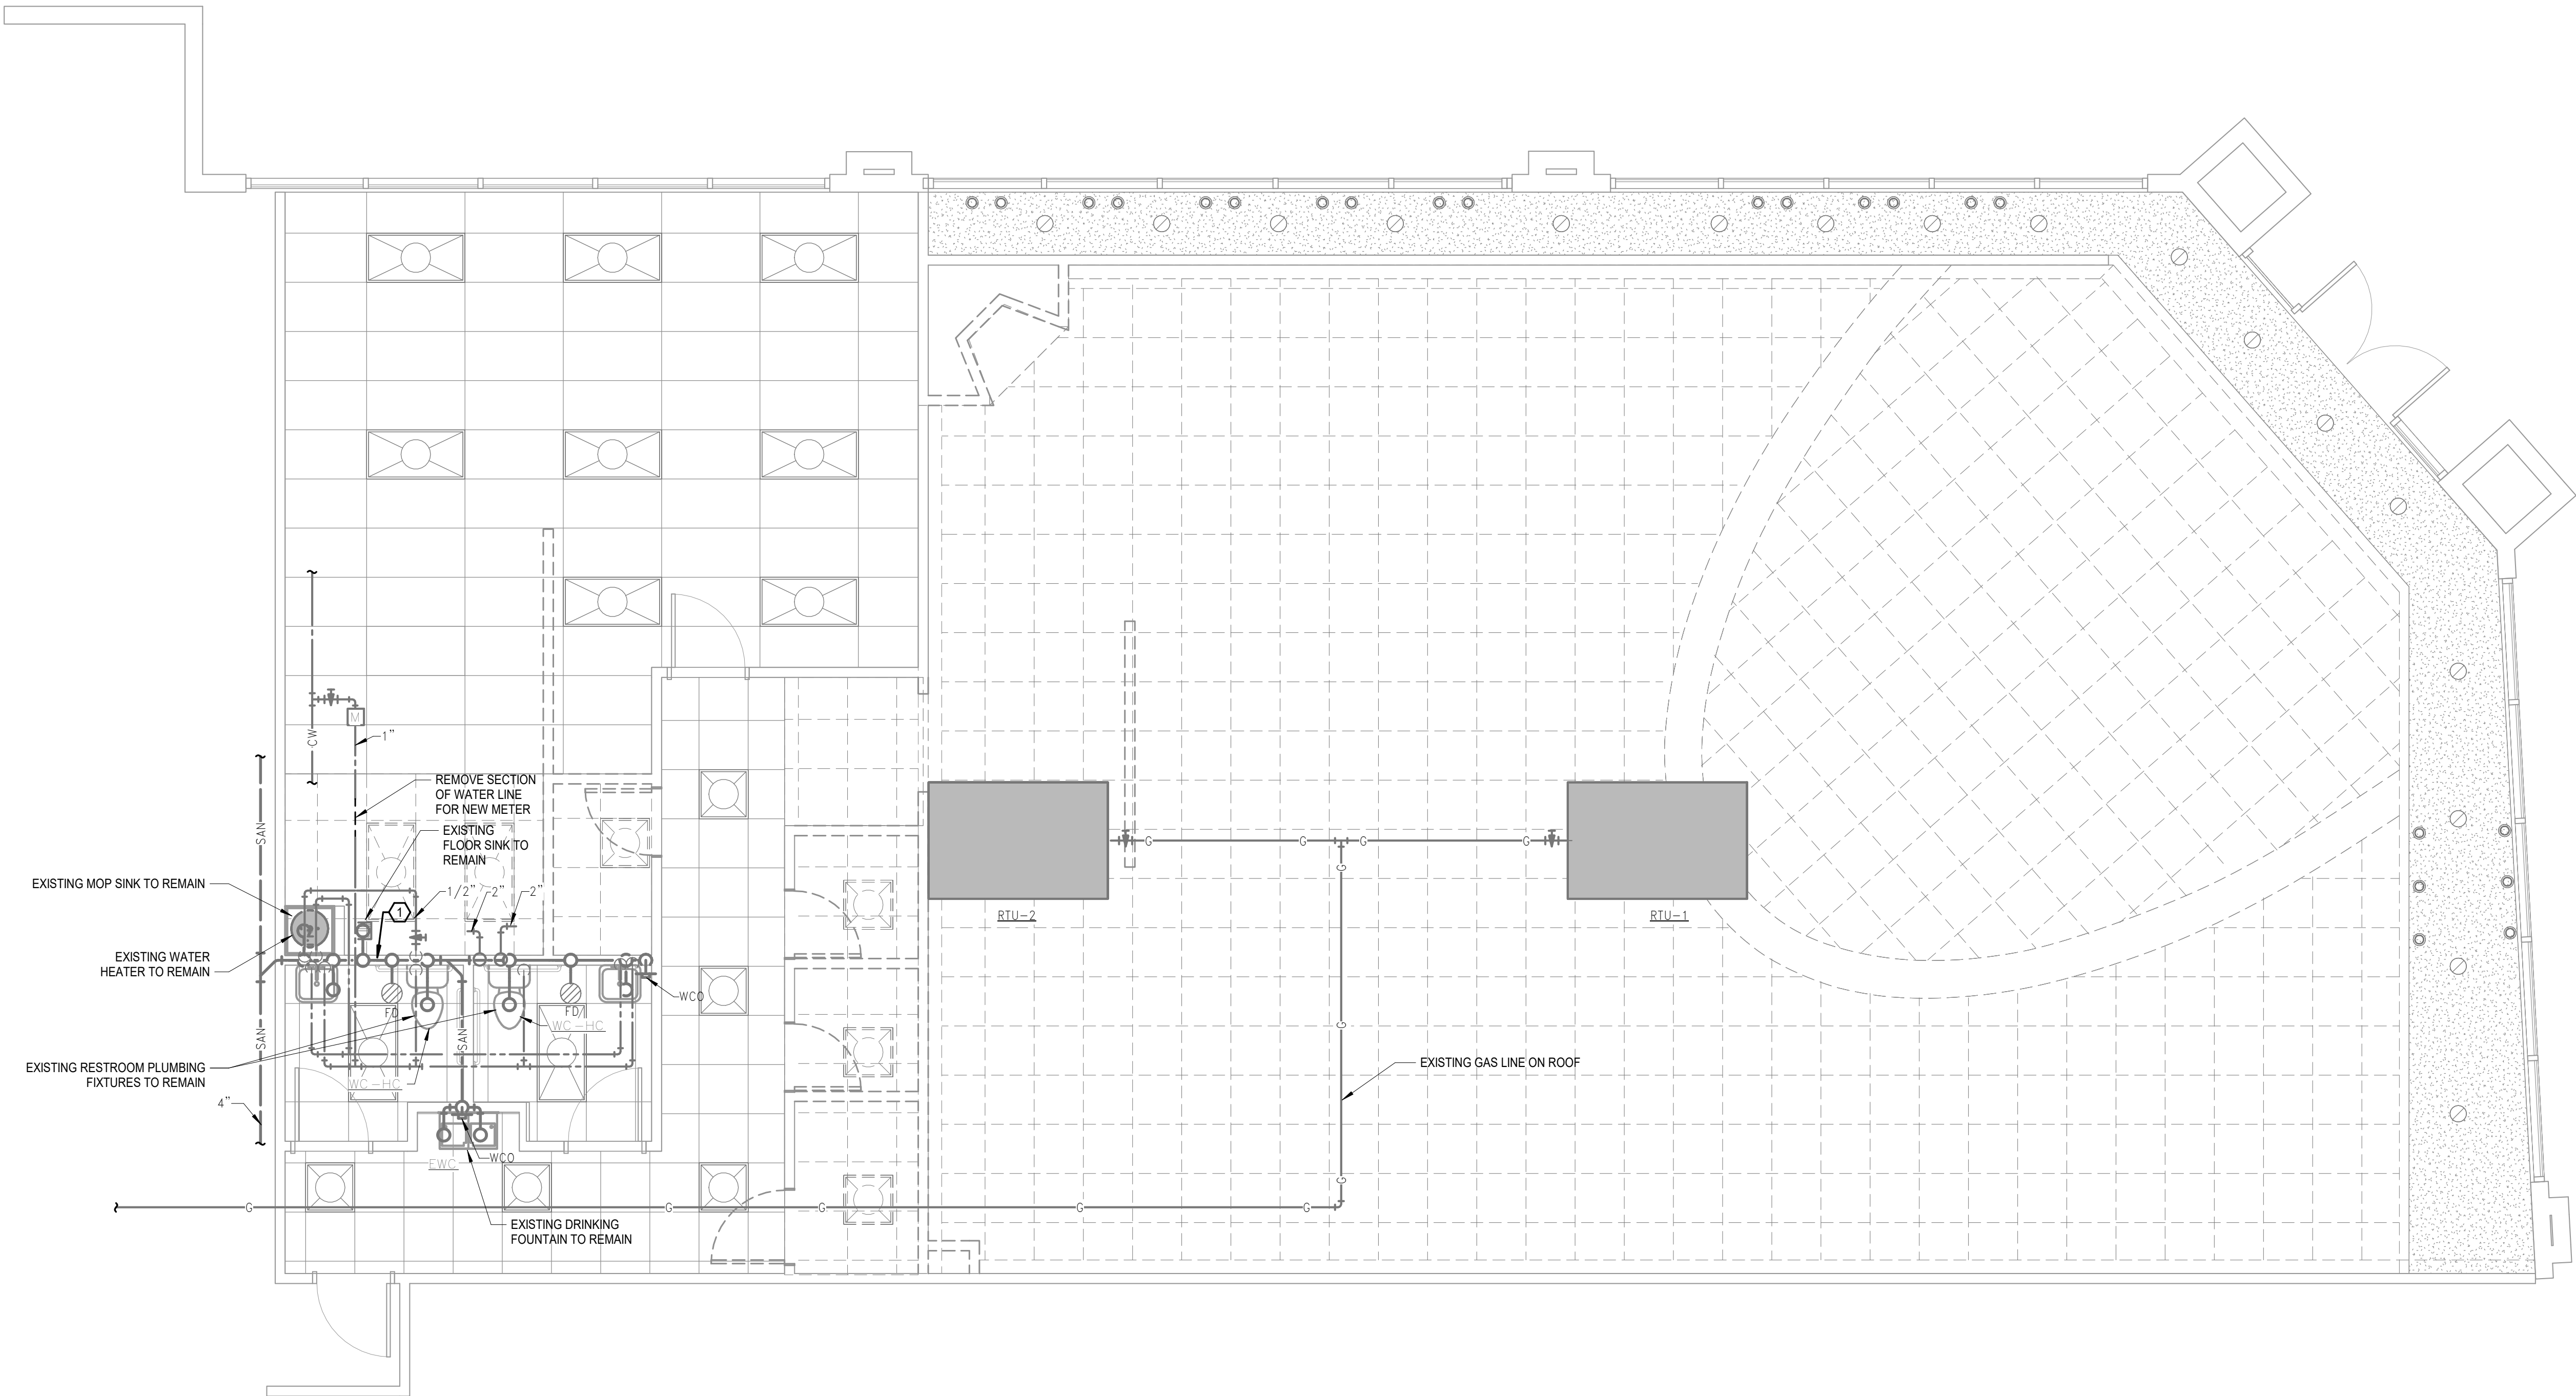 M
1"
CW
REMOVE SECTION
OF WATER LINE
FOR NEW METER
SAN
EXISTING
FLOOR SINK TO
REMAIN
G
G
G
G
G
EXISTING MOP SINK TO REMAIN
1/2"
2"
2"
1
RTU-2
RTU-1
EXISTING WATER
HEATER TO REMAIN
WCO
FD
FD
WC-HC
SAN
SAN
G
EXISTING RESTROOM PLUMBING
FIXTURES TO REMAIN
WC-HC
EXISTING GAS LINE ON ROOF
4"
EWC
WCO
G
G
G
G
G
G
EXISTING DRINKING
FOUNTAIN TO REMAIN